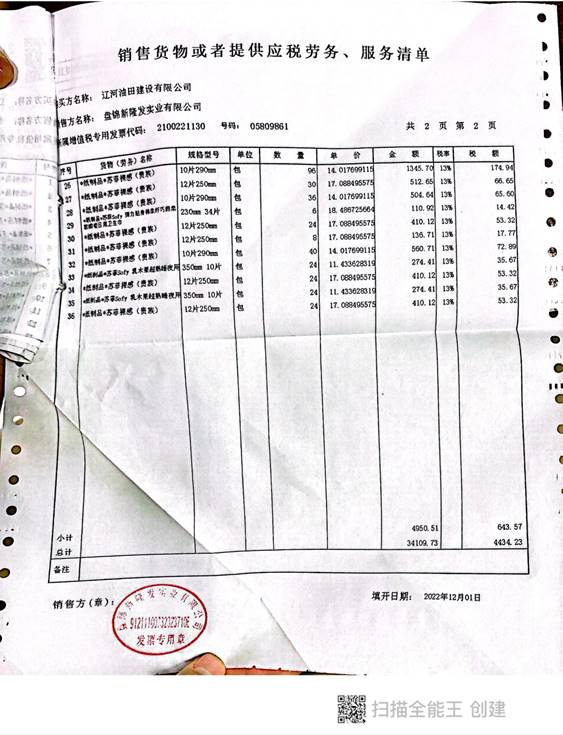 销售货物或者提供应税劳务、服务清单
购买方名称： 辽河油田建设有限公司
销售方名称： 盘锦新隆发实业有限公司
所属增值税专用发票代码： 2100221130 号码： 05809861 共 2 页 第 2 页
序号 货物（劳务）名称 规格型号 单位 数 量 单 价 金 额 税率 税 额
26 *纸制品*苏菲裸感（贵族） 10片290mm 包 96 14.017699115 1345.70 13% 174.94
27 *纸制品*苏菲裸感（贵族） 12片250mm 包 30 17.088495575 512.65 13% 66.65
28 *纸制品*苏菲裸感（贵族） 10片290mm 包 36 14.017699115 504.64 13% 65.60
29 *纸制品*苏菲Sofy 弹力贴身棉柔纤巧 230mm 34片 包 6 18.486725664 110.92 13% 14.42
30 *纸制品*苏菲裸感（贵族） 12片250mm 包 24 17.088495575 410.12 13% 53.32
31 *纸制品*苏菲裸感（贵族） 12片250mm 包 8 17.088495575 136.71 13% 17.77
32 *纸制品*苏菲裸感（贵族） 10片290mm 包 40 14.017699115 560.71 13% 72.89
33 *纸制品*苏菲Sofy 乳木果超熟睡夜用 350mm 10片 包 24 11.433628319 274.41 13% 35.67
34 *纸制品*苏菲裸感（贵族） 12片250mm 包 24 17.088495575 410.12 13% 53.32
35 *纸制品*苏菲Sofy 乳木果超熟睡夜用 350mm 10片 包 24 11.433628319 274.41 13% 35.67
36 *纸制品*苏菲裸感（贵族） 12片250mm 包 24 17.088495575 410.12 13% 53.32
小计 4950.51 643.57
总计 34109.73 4434.23
备注
销售方（章）： 填开日期： 2022年12月01日
盘锦新隆发实业有限公司
发票专用章
扫描全能王 创建